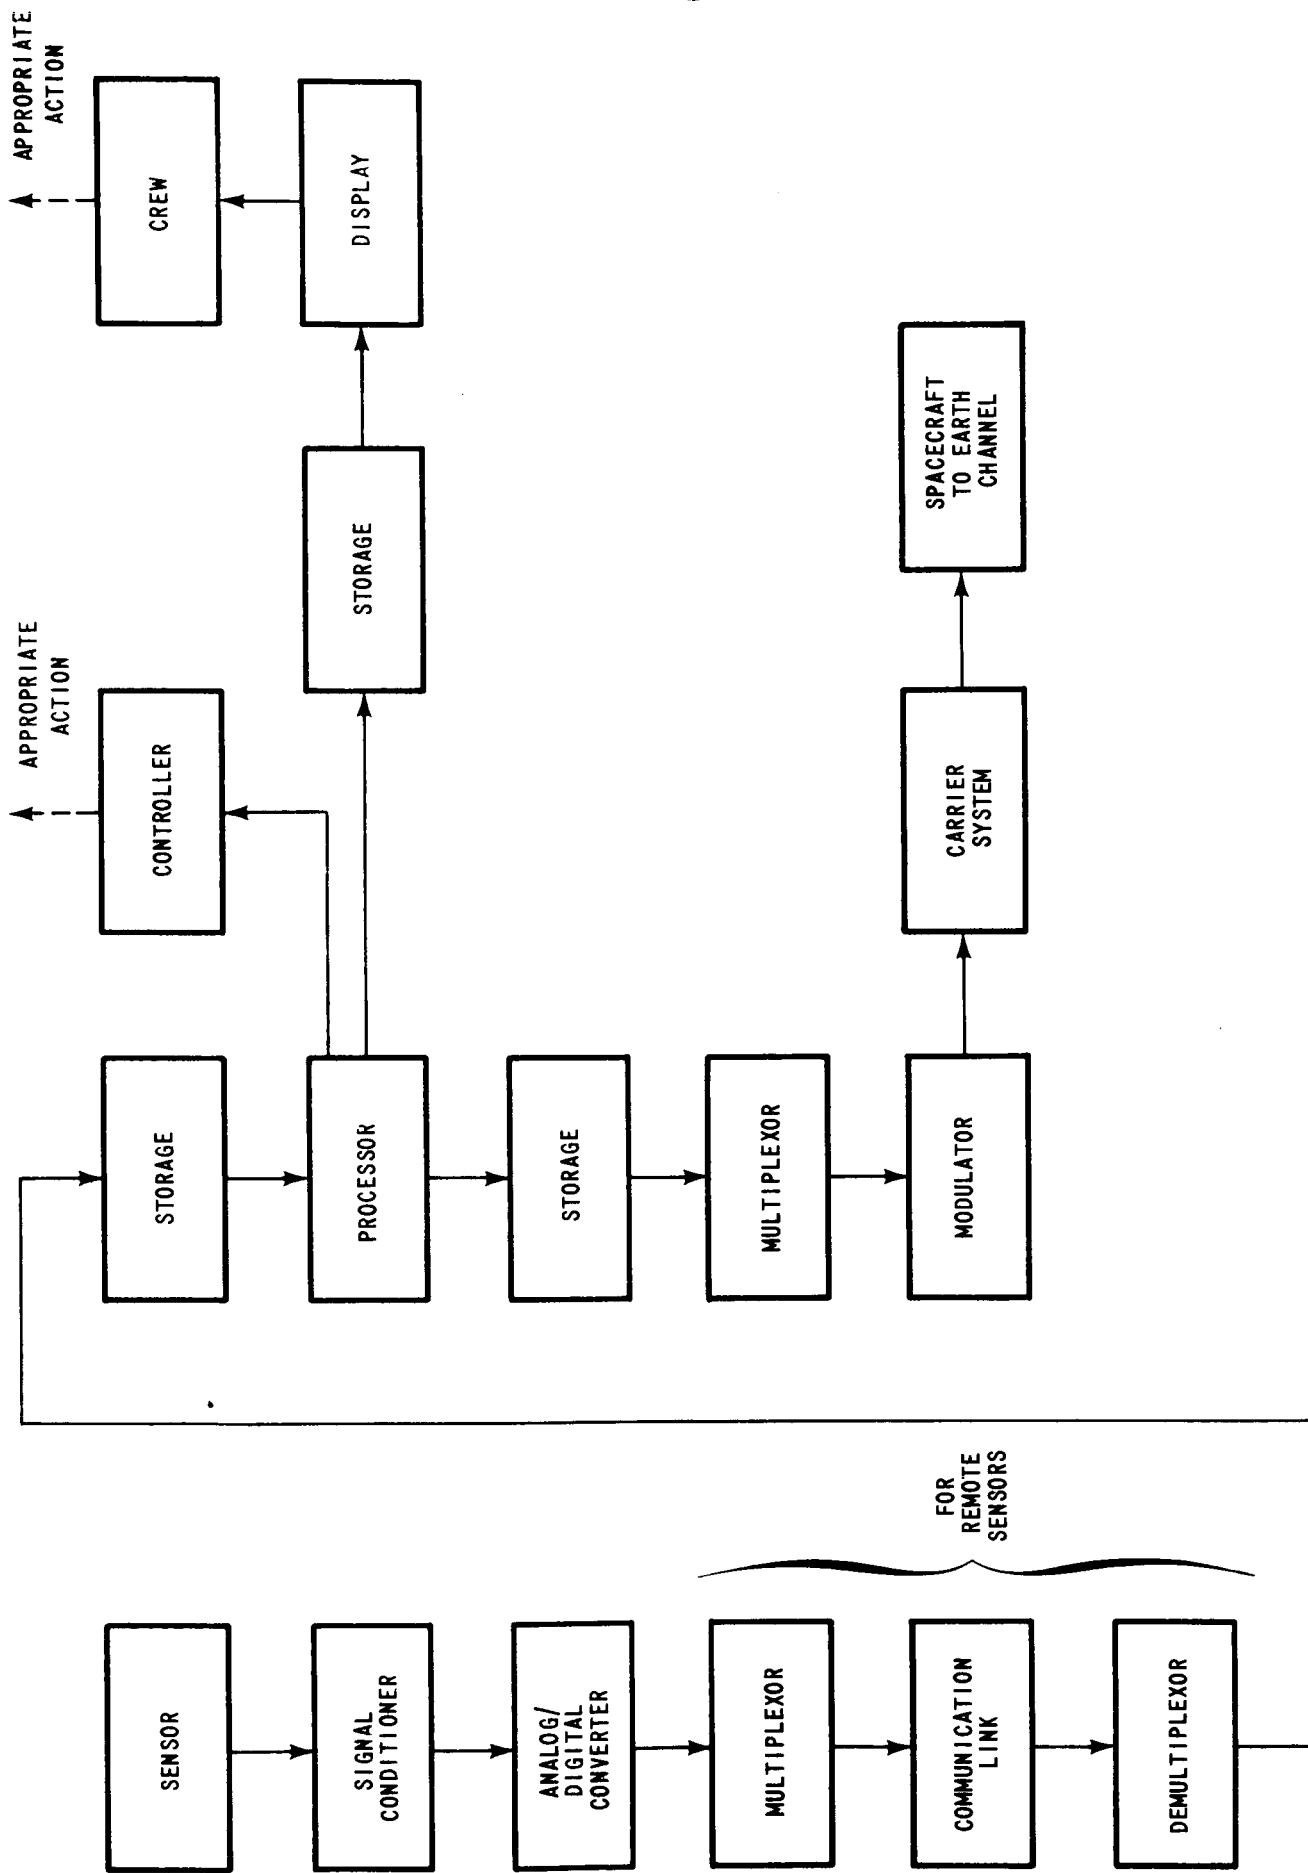 SENSOR
SIGNAL
CONDITIONER
ANALOG/
DIGITAL
CONVERTER
MULTIPLEXOR
COMMUNICATION
LINK
DEMULTIPLEXOR
FOR
REMOTE
SENSORS
STORAGE
PROCESSOR
STORAGE
MULTIPLEXOR
MODULATOR
APPROPRIATE
ACTION
CONTROLLER
CARRIER
SYSTEM
STORAGE
SPACECRAFT
TO EARTH
CHANNEL
APPROPRIATE
ACTION
CREW
DISPLAY